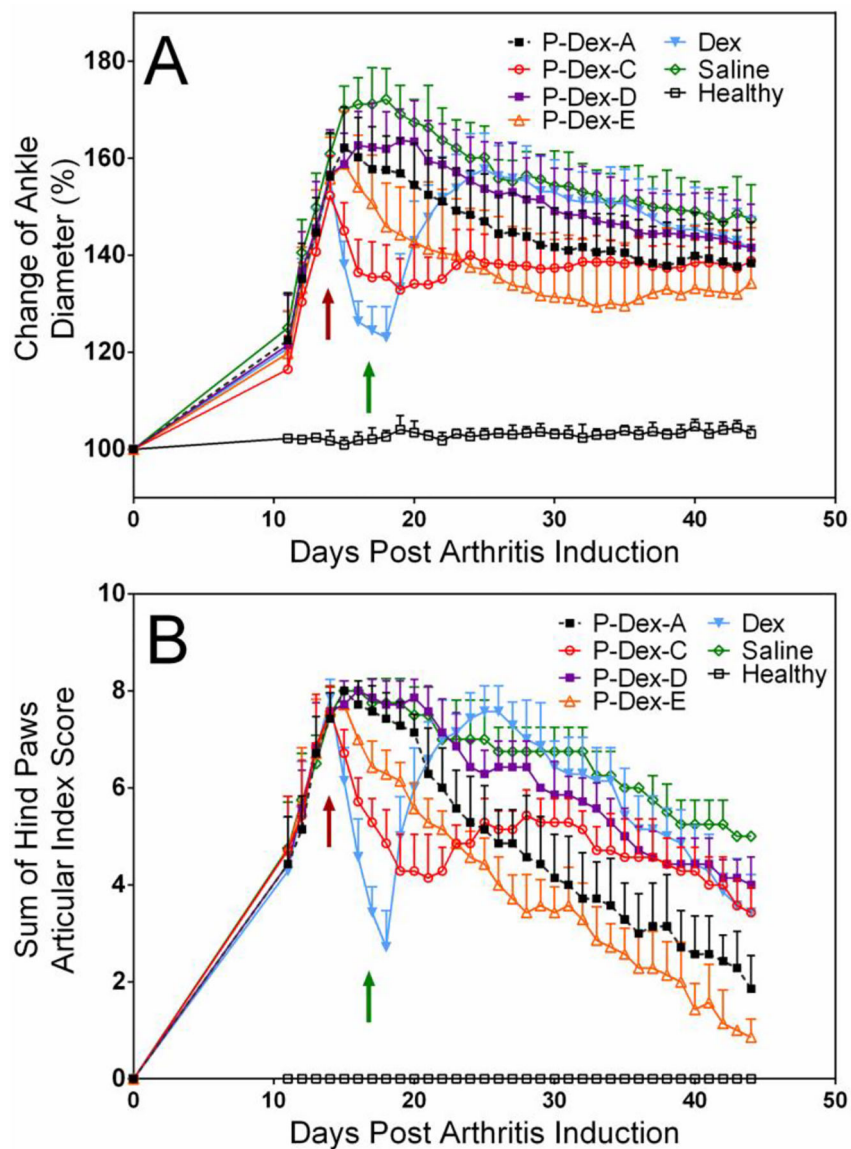 A
P-Dex-A
P-Dex-C
P-Dex-D
P-Dex-E
Dex
Saline
Healthy
Change of Ankle
Diameter (%)
180
160
140
120
100
0 10 20 30 40 50
Days Post Arthritis Induction
B
P-Dex-A
P-Dex-C
P-Dex-D
P-Dex-E
Dex
Saline
Healthy
Sum of Hind Paws
Articular Index Score
10
8
6
4
2
0
0 10 20 30 40 50
Days Post Arthritis Induction